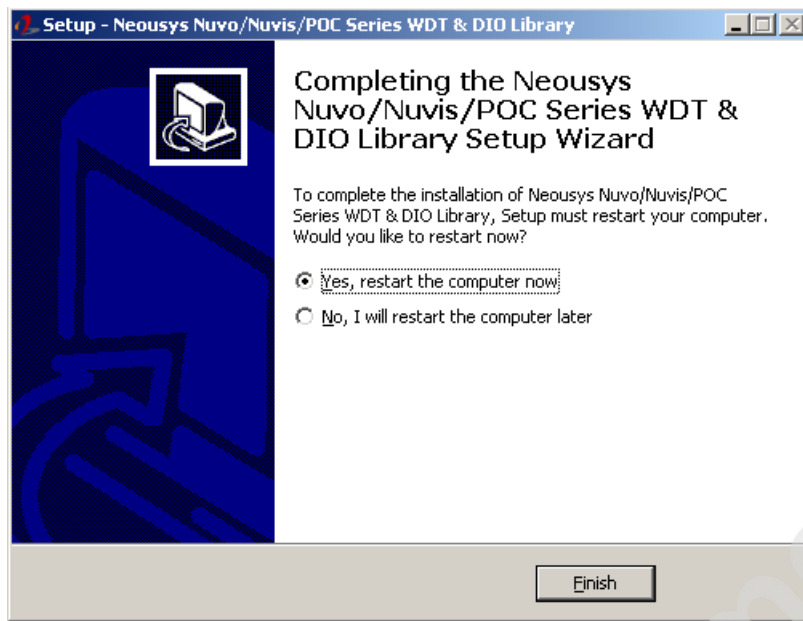 Setup - Neousys Nuvo/Nuvis/POC Series WDT & DIO Library
Completing the Neousys
Nuvo/Nuvis/POC Series WDT &
DIO Library Setup Wizard
To complete the installation of Neousys Nuvo/Nuvis/POC
Series WDT & DIO Library, Setup must restart your computer.
Would you like to restart now?
Yes, restart the computer now
No, I will restart the computer later
Finish